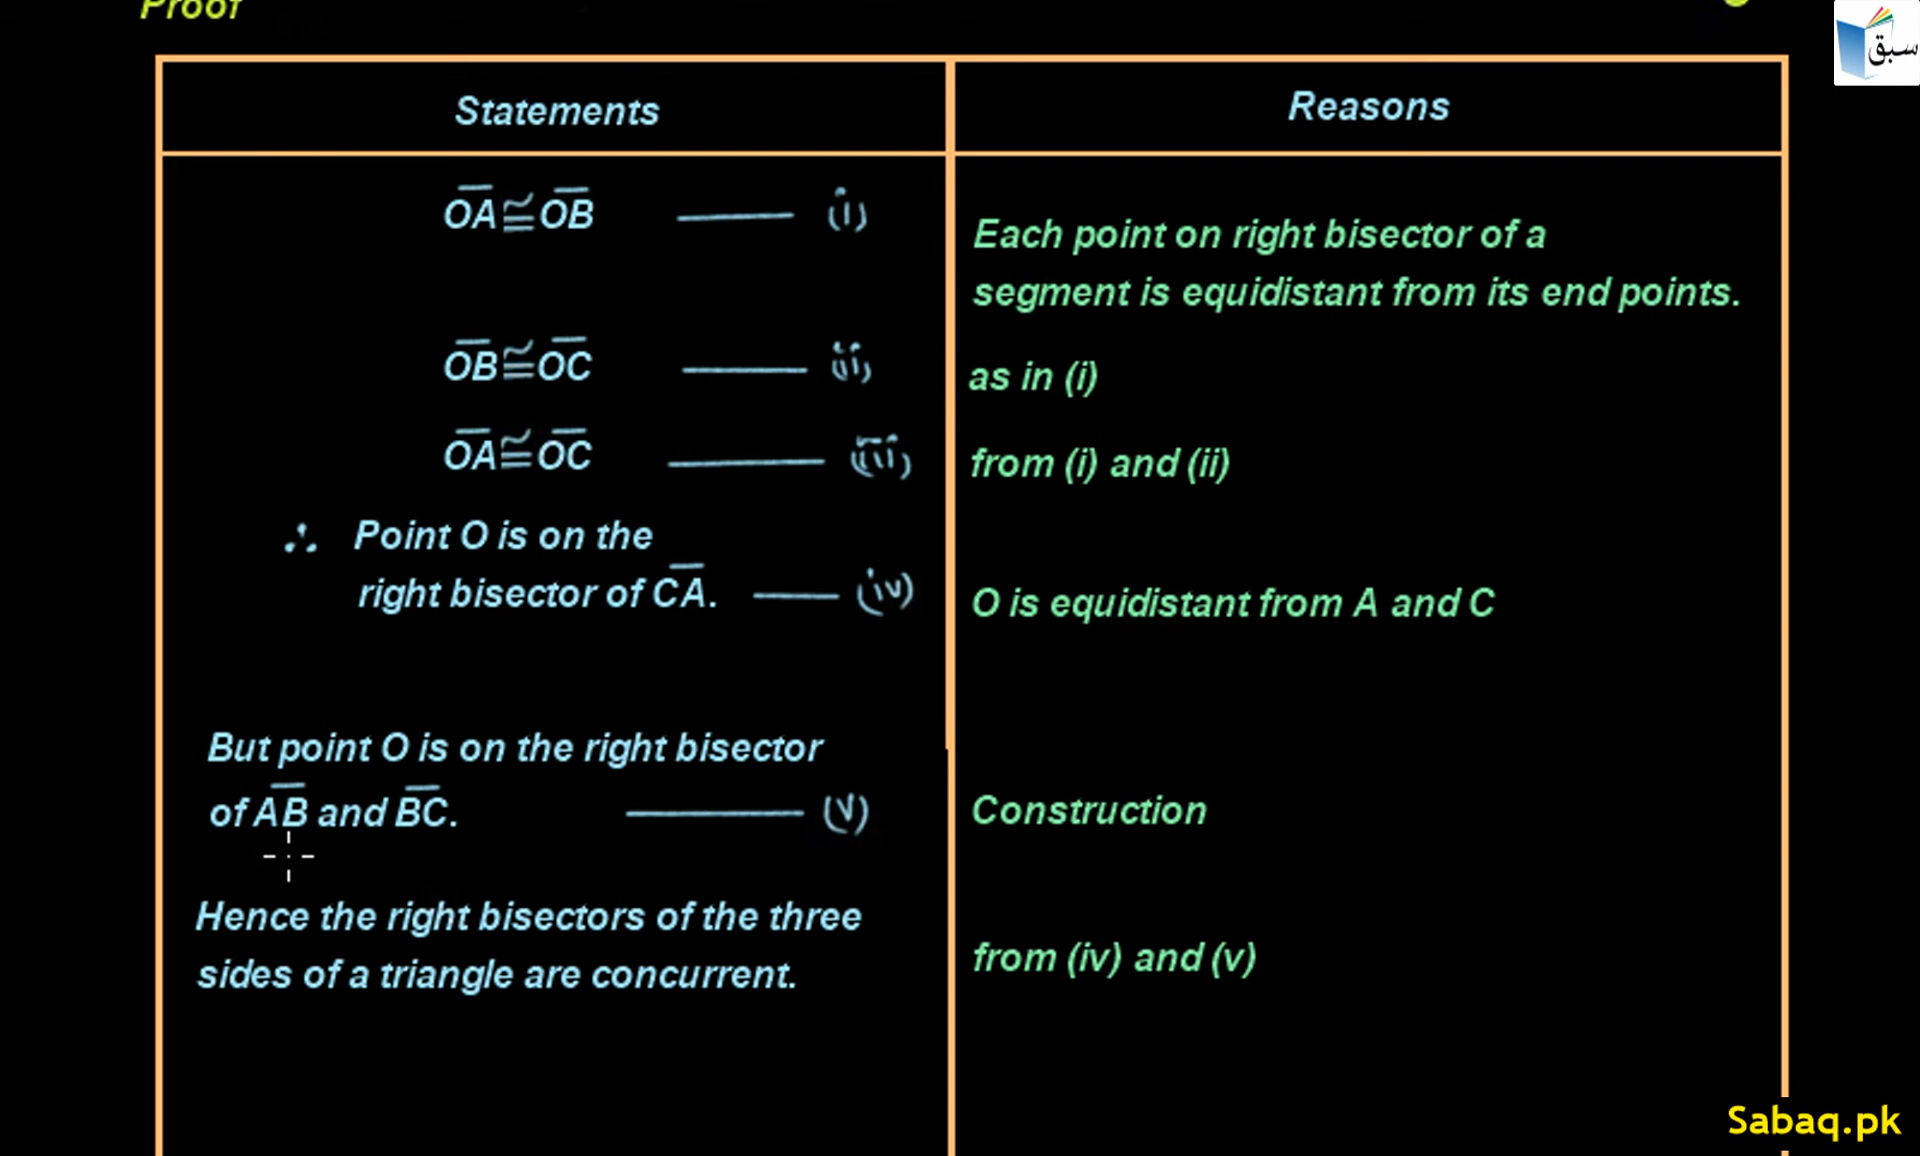 Proof
سبق
Statements
Reasons
OA ≅ OB ——— (i)
Each point on right bisector of a
segment is equidistant from its end points.
OB ≅ OC ——— (ii)
as in (i)
OA ≅ OC ——— (iii)
from (i) and (ii)
∴ Point O is on the
right bisector of CA. —— (iv)
O is equidistant from A and C
But point O is on the right bisector
of AB and BC. ——— (v)
Construction
Hence the right bisectors of the three
sides of a triangle are concurrent.
from (iv) and (v)
Sabaq.pk